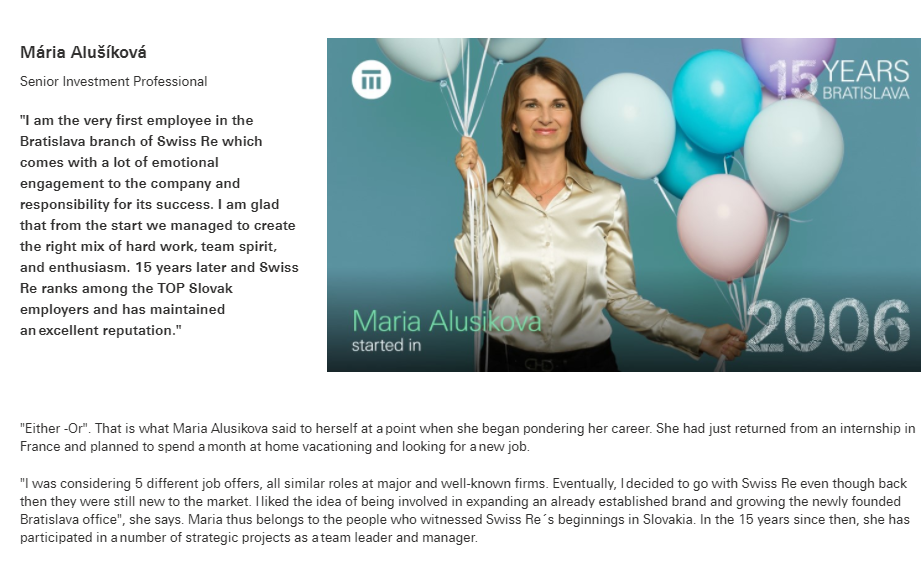 Mária Alušíková
Senior Investment Professional
"I am the very first employee in the
Bratislava branch of Swiss Re which
comes with a lot of emotional
engagement to the company and
responsibility for its success. I am glad
that from the start we managed to create
the right mix of hard work, team spirit,
and enthusiasm. 15 years later and Swiss
Re ranks among the TOP Slovak
employers and has maintained
an excellent reputation."
15 YEARS
BRATISLAVA
Maria Alusikova
started in
2006
"Either -Or". That is what Maria Alusikova said to herself at a point when she began pondering her career. She had just returned from an internship in
France and planned to spend a month at home vacationing and looking for a new job.
"I was considering 5 different job offers, all similar roles at major and well-known firms. Eventually, I decided to go with Swiss Re even though back
then they were still new to the market. I liked the idea of being involved in expanding an already established brand and growing the newly founded
Bratislava office", she says. Maria thus belongs to the people who witnessed Swiss Re´s beginnings in Slovakia. In the 15 years since then, she has
participated in a number of strategic projects as a team leader and manager.